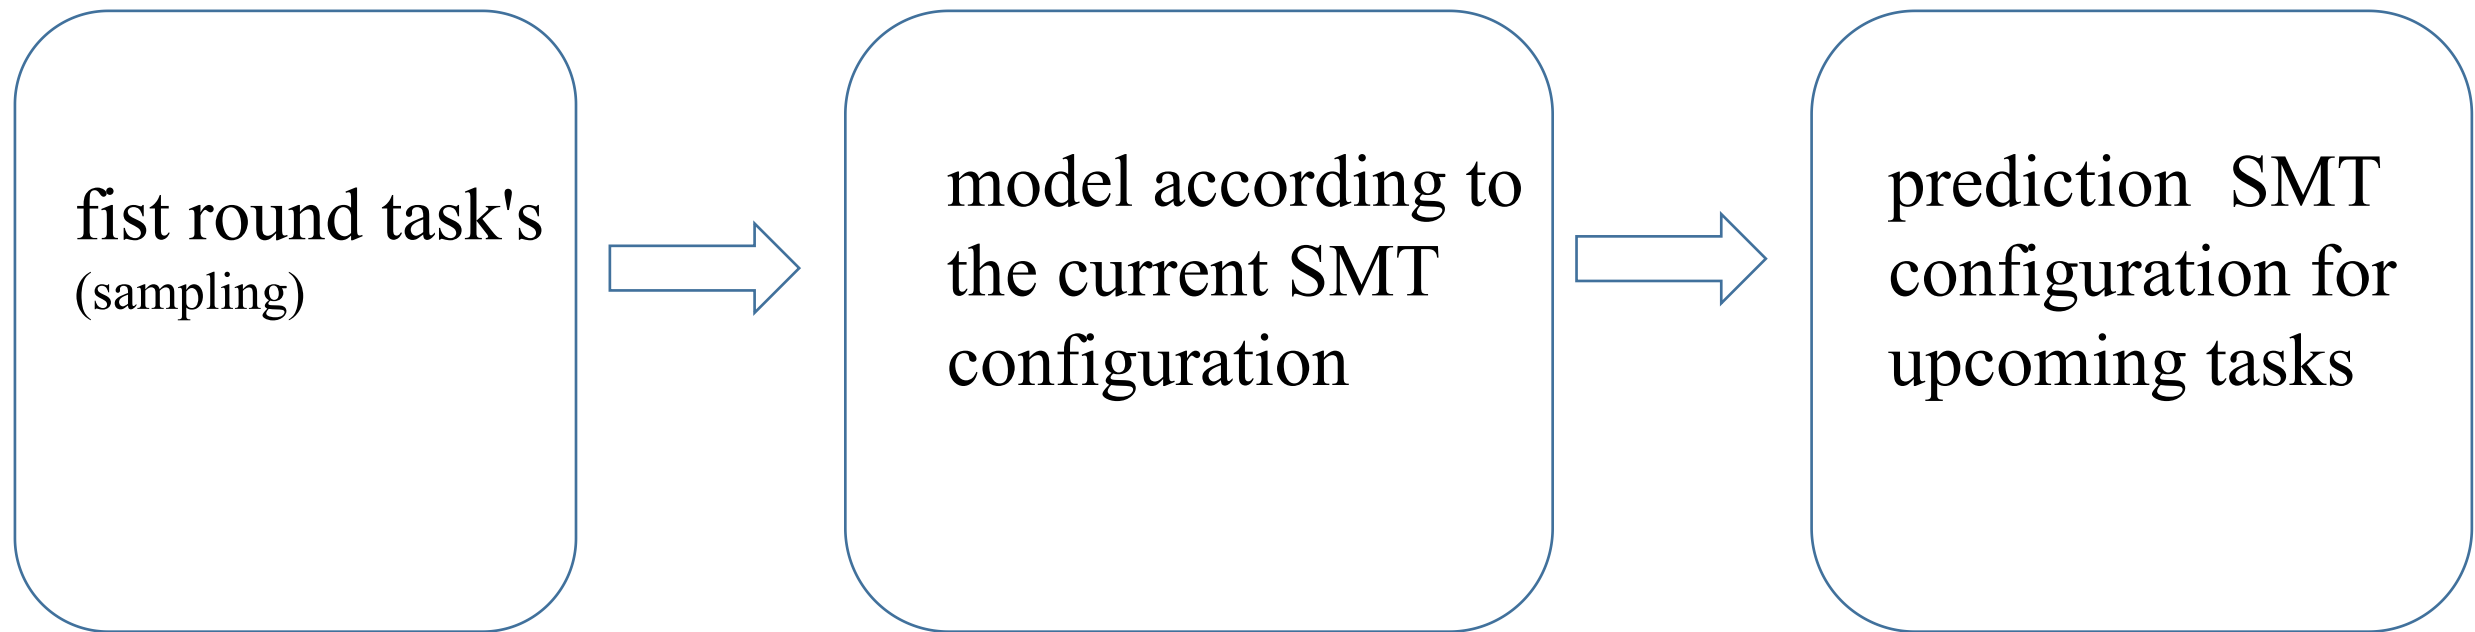 fist round task's
(sampling)
model according to
the current SMT
configuration
prediction  SMT
configuration for
upcoming tasks